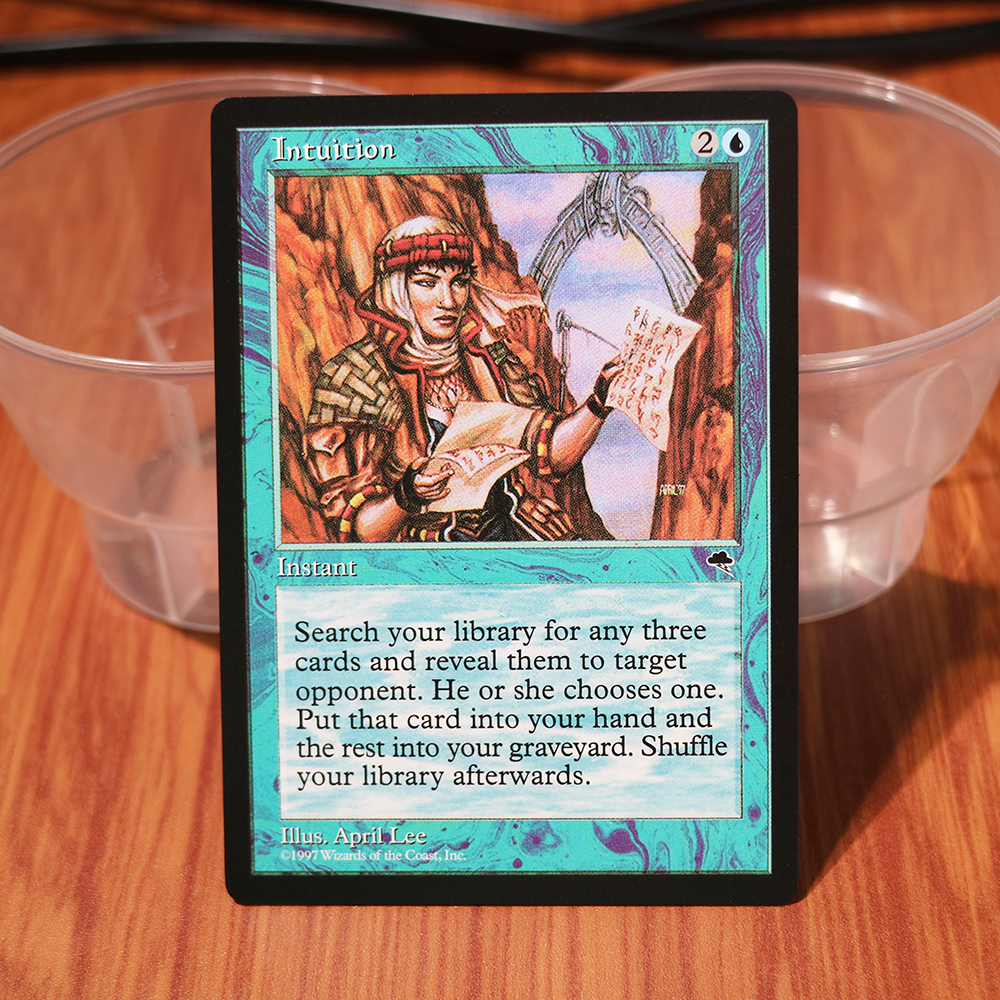 Intuition 2
APRIL '97
Instant
Search your library for any three
cards and reveal them to target
opponent. He or she chooses one.
Put that card into your hand and
the rest into your graveyard. Shuffle
your library afterwards.
Illus. April Lee
©1997 Wizards of the Coast, Inc.